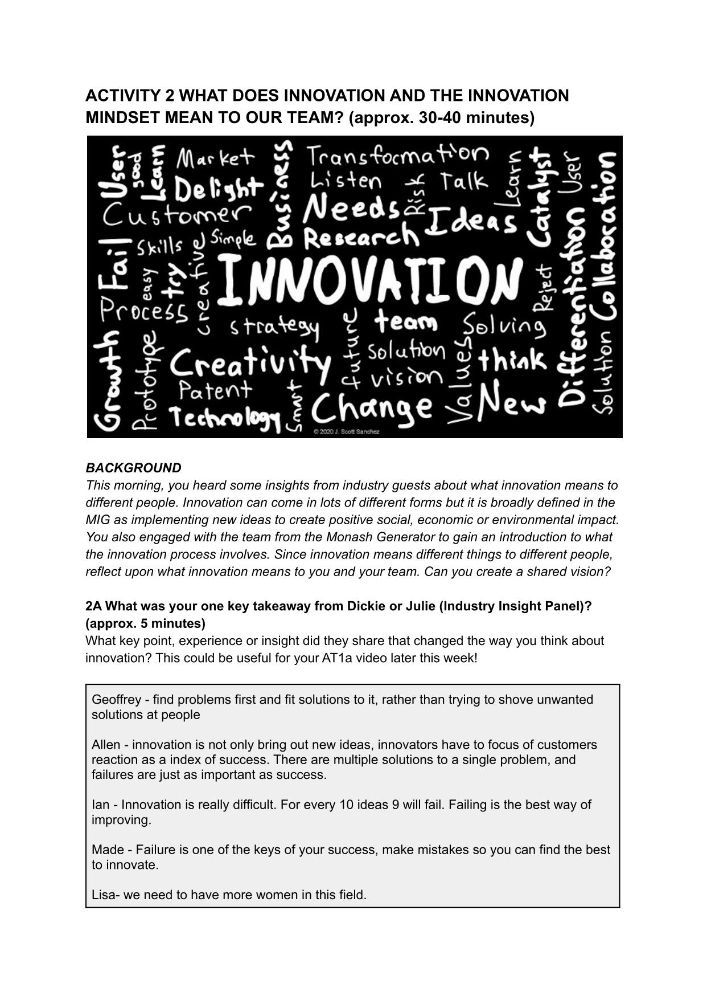 ACTIVITY 2 WHAT DOES INNOVATION AND THE INNOVATION
MINDSET MEAN TO OUR TEAM? (approx. 30-40 minutes)
User
good
Learn
Market
Delight
Customer
Business
Transformation
Listen
Risk
Talk
Learn
Catalyst
User
Collaboration
Needs
Ideas
Research
Fail
Skills
Simple
easy
try
creative
Process
INNOVATION
Reject
Differentiation
strategy
future
team
Solving
Growth
Prototype
Creativity
solution
Values
think
Solution
Patent
vision
Technology
Smart
Change
New
© 2020 J. Scott Sanchez
BACKGROUND
This morning, you heard some insights from industry guests about what innovation means to
different people. Innovation can come in lots of different forms but it is broadly defined in the
MIG as implementing new ideas to create positive social, economic or environmental impact.
You also engaged with the team from the Monash Generator to gain an introduction to what
the innovation process involves. Since innovation means different things to different people,
reflect upon what innovation means to you and your team. Can you create a shared vision?
2A What was your one key takeaway from Dickie or Julie (Industry Insight Panel)?
(approx. 5 minutes)
What key point, experience or insight did they share that changed the way you think about
innovation? This could be useful for your AT1a video later this week!
Geoffrey - find problems first and fit solutions to it, rather than trying to shove unwanted
solutions at people
Allen - innovation is not only bring out new ideas, innovators have to focus of customers
reaction as a index of success. There are multiple solutions to a single problem, and
failures are just as important as success.
Ian - Innovation is really difficult. For every 10 ideas 9 will fail. Failing is the best way of
improving.
Made - Failure is one of the keys of your success, make mistakes so you can find the best
to innovate.
Lisa- we need to have more women in this field.